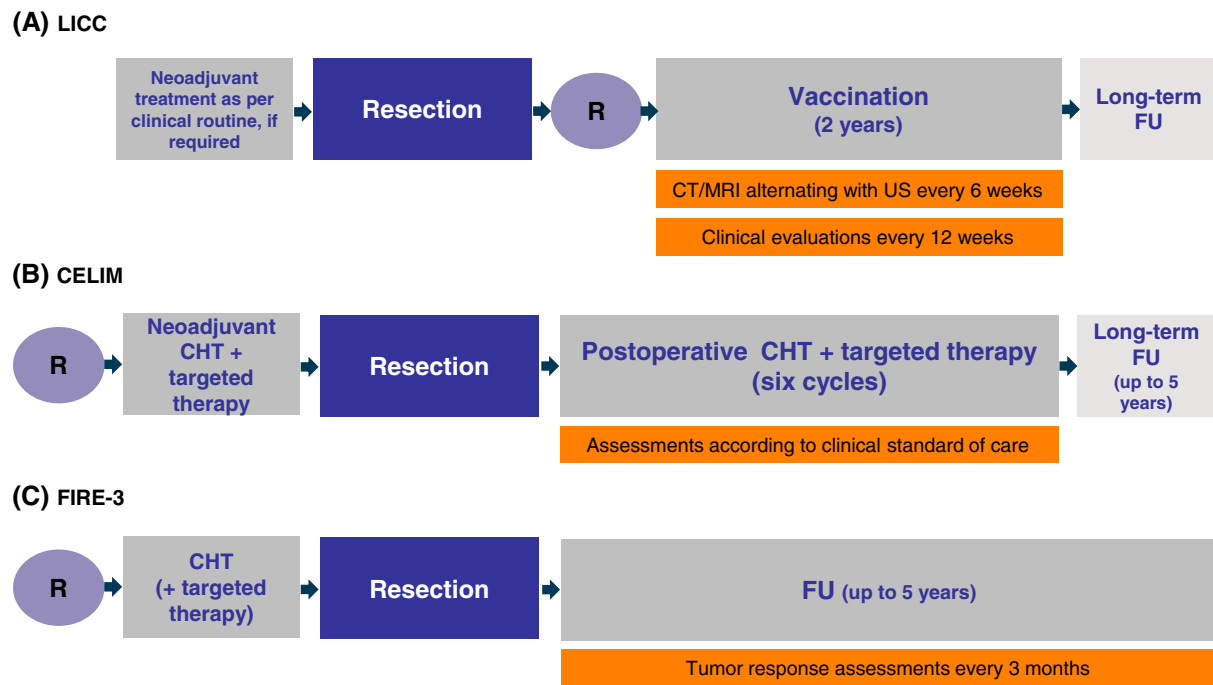 (A) LICC
Neoadjuvant
treatment as per
clinical routine, if
required
Resection
R
Vaccination
(2 years)
Long-term
FU
CT/MRI alternating with US every 6 weeks
Clinical evaluations every 12 weeks
(B) CELIM
R
Neoadjuvant
CHT +
targeted
therapy
Resection
Postoperative CHT + targeted therapy
(six cycles)
Long-term
FU
(up to 5
years)
Assessments according to clinical standard of care
(C) FIRE-3
R
CHT
(+ targeted
therapy)
Resection
FU (up to 5 years)
Tumor response assessments every 3 months